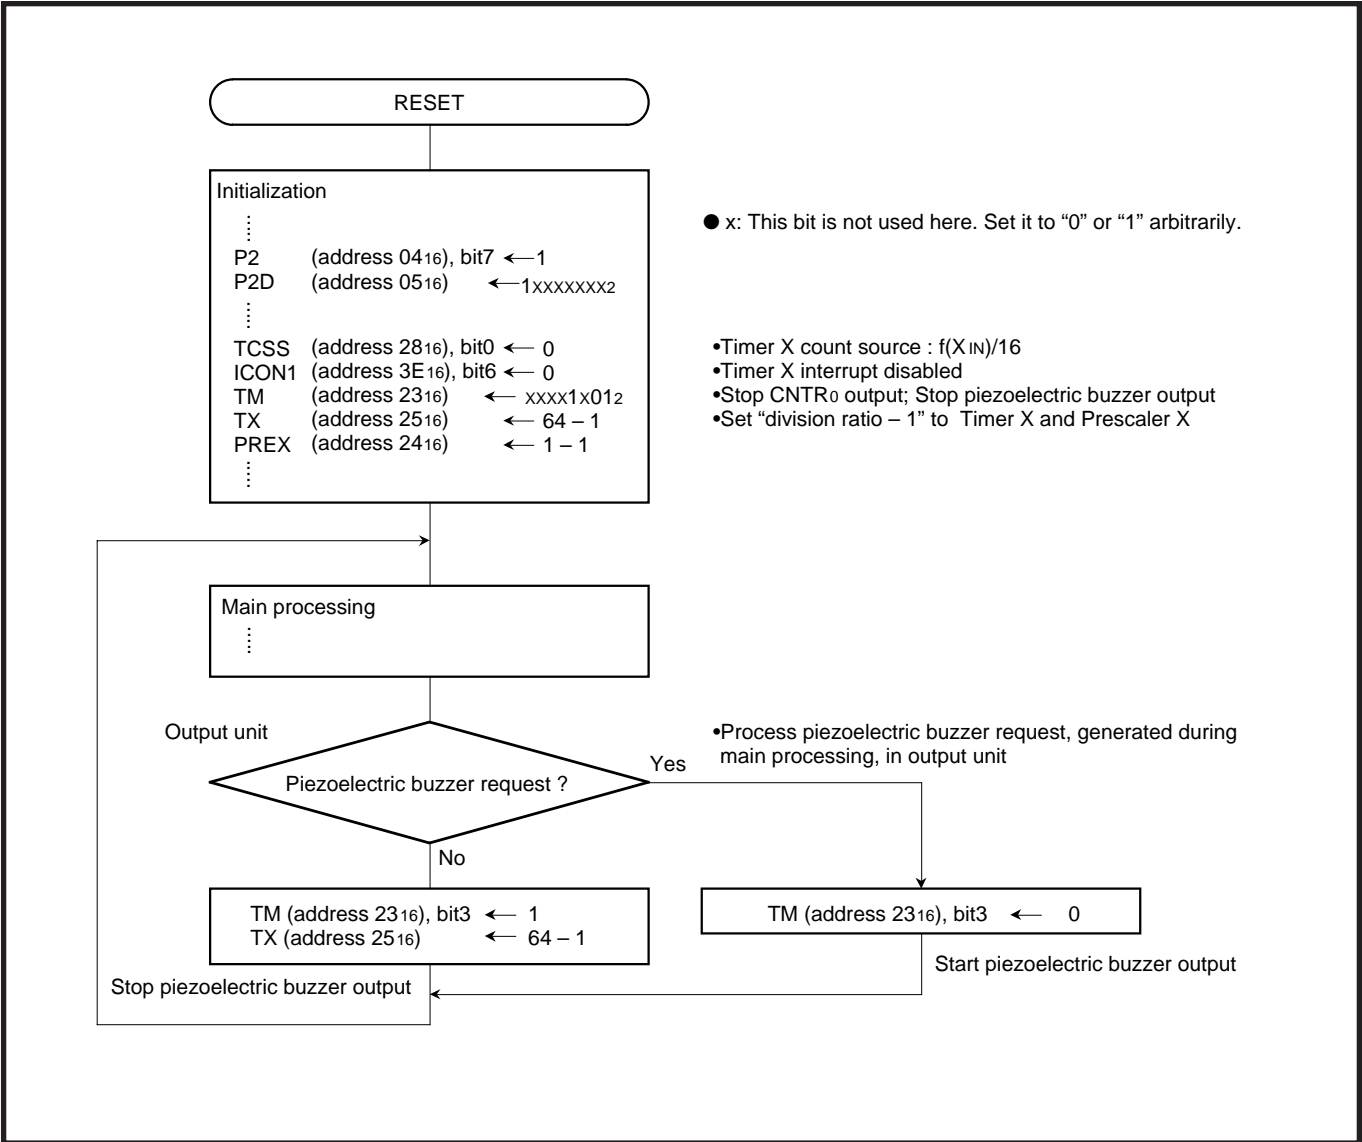 RESET
Initialization
● x: This bit is not used here. Set it to “0” or “1” arbitrarily.
P2 (address 0416), bit7 ← 1
P2D (address 0516) ← 1XXXXXXX2
TCSS (address 2816), bit0 ← 0
•Timer X count source : f(XIN)/16
ICON1 (address 3E16), bit6 ← 0
•Timer X interrupt disabled
TM (address 2316) ← XXXX1X012
•Stop CNTR0 output; Stop piezoelectric buzzer output
TX (address 2516) ← 64 – 1
•Set “division ratio – 1” to Timer X and Prescaler X
PREX (address 2416) ← 1 – 1
Main processing
Output unit
•Process piezoelectric buzzer request, generated during
main processing, in output unit
Yes
Piezoelectric buzzer request ?
No
TM (address 2316), bit3 ← 1
TX (address 2516) ← 64 – 1
TM (address 2316), bit3 ← 0
Start piezoelectric buzzer output
Stop piezoelectric buzzer output